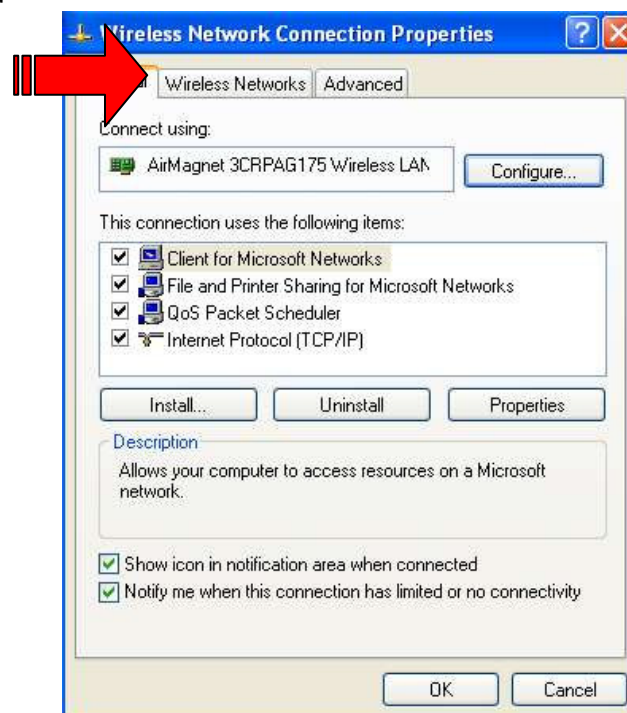 Wireless Network Connection Properties
Wireless Networks Advanced
Connect using:
AirMagnet 3CRPAG175 Wireless LAN
Configure...
This connection uses the following items:
Client for Microsoft Networks
File and Printer Sharing for Microsoft Networks
QoS Packet Scheduler
Internet Protocol (TCP/IP)
Install... Uninstall Properties
Description
Allows your computer to access resources on a Microsoft
network.
Show icon in notification area when connected
Notify me when this connection has limited or no connectivity
OK Cancel